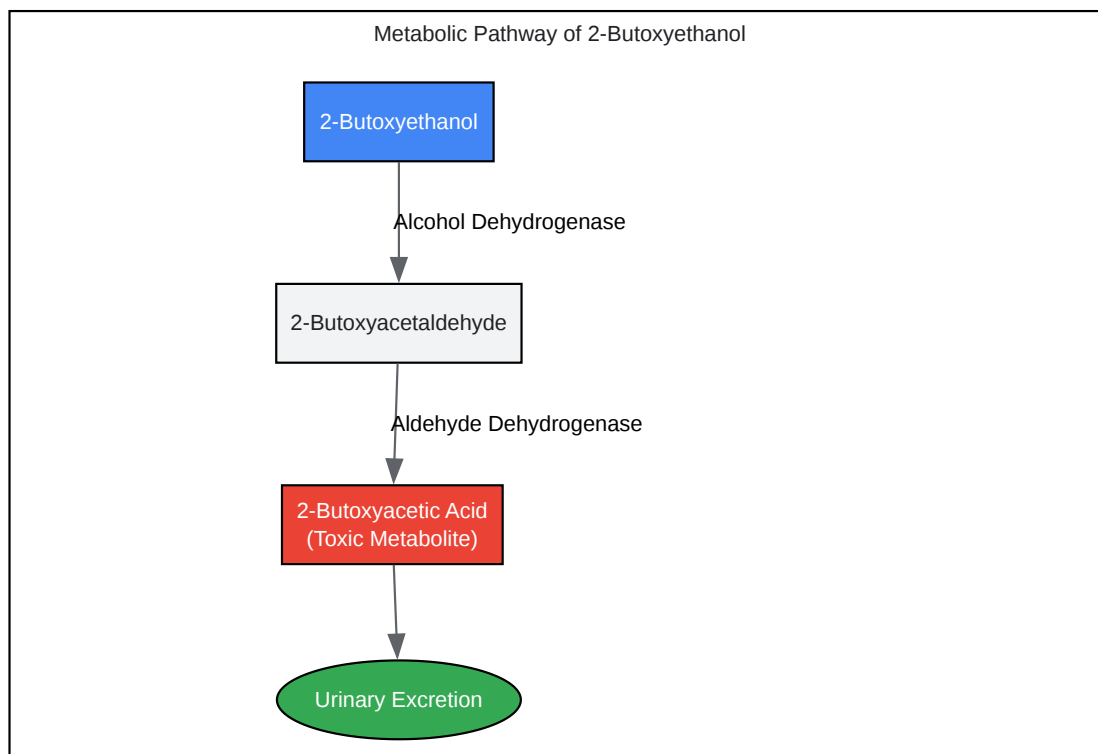 Metabolic Pathway of 2-Butoxyethanol
2-Butoxyethanol
Alcohol Dehydrogenase
2-Butoxyacetaldehyde
Aldehyde Dehydrogenase
2-Butoxyacetic Acid
(Toxic Metabolite)
Urinary Excretion